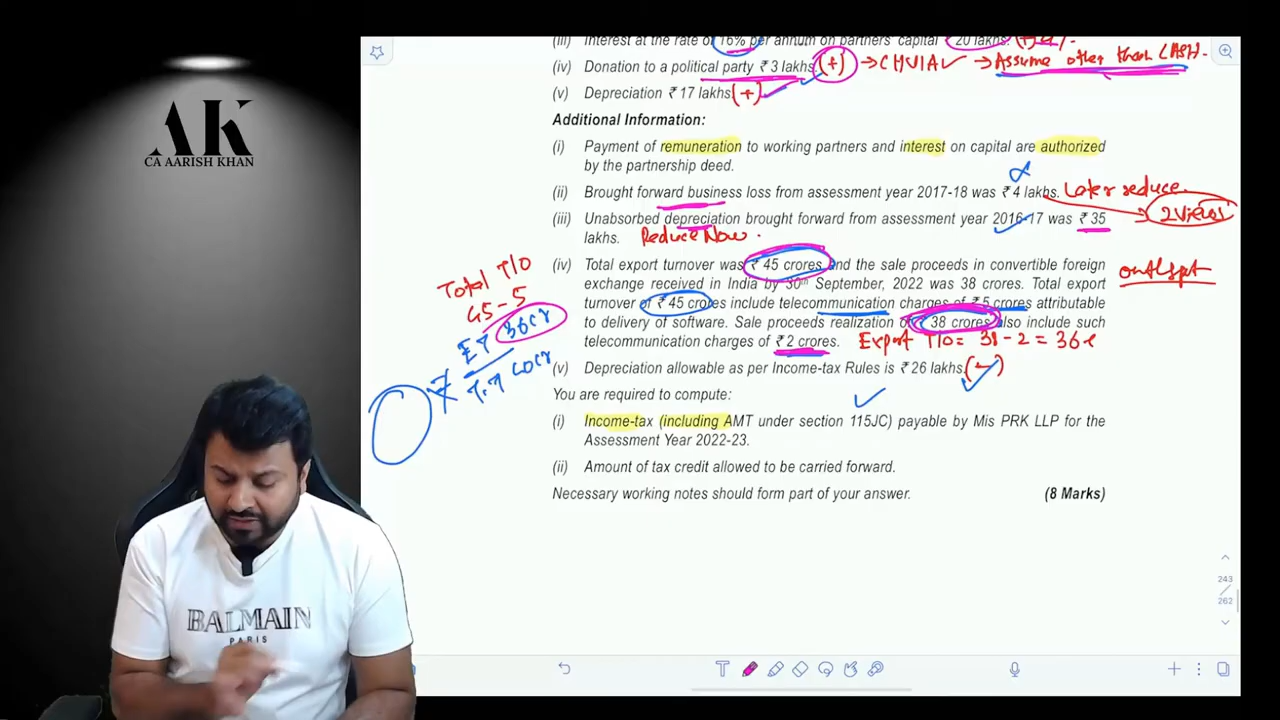 (iii) Interest at the rate of 16% per annum on partners' capital ₹ 20 lakhs.
(iv) Donation to a political party ₹ 3 lakhs (+) → CHVIA ✓ → Assume other than CASH.
(v) Depreciation ₹ 17 lakhs (+)
AK
CA AARISH KHAN
Additional Information:
(i) Payment of remuneration to working partners and interest on capital are authorized
by the partnership deed.
(ii) Brought forward business loss from assessment year 2017-18 was ₹ 4 lakhs. Later reduce.
(iii) Unabsorbed depreciation brought forward from assessment year 2016-17 was ₹ 35 2 views
lakhs. Reduce Now.
(iv) Total export turnover was ₹ 45 crores and the sale proceeds in convertible foreign
exchange received in India by 30th September, 2022 was 38 crores. Total export
turnover of ₹ 45 crores include telecommunication charges of ₹ 5 crores attributable
to delivery of software. Sale proceeds realization of ₹ 38 crores also include such
telecommunication charges of ₹ 2 crores. Export T/O = 38 - 2 = 36
Total T/O
45 - 5
ET 36Cr
T.T
(v) Depreciation allowable as per Income-tax Rules is ₹ 26 lakhs. (-)
You are required to compute:
(i) Income-tax (including AMT under section 115JC) payable by M/s PRK LLP for the
Assessment Year 2022-23.
(ii) Amount of tax credit allowed to be carried forward.
Necessary working notes should form part of your answer. (8 Marks)
243
262
BALMAIN
PARIS
T